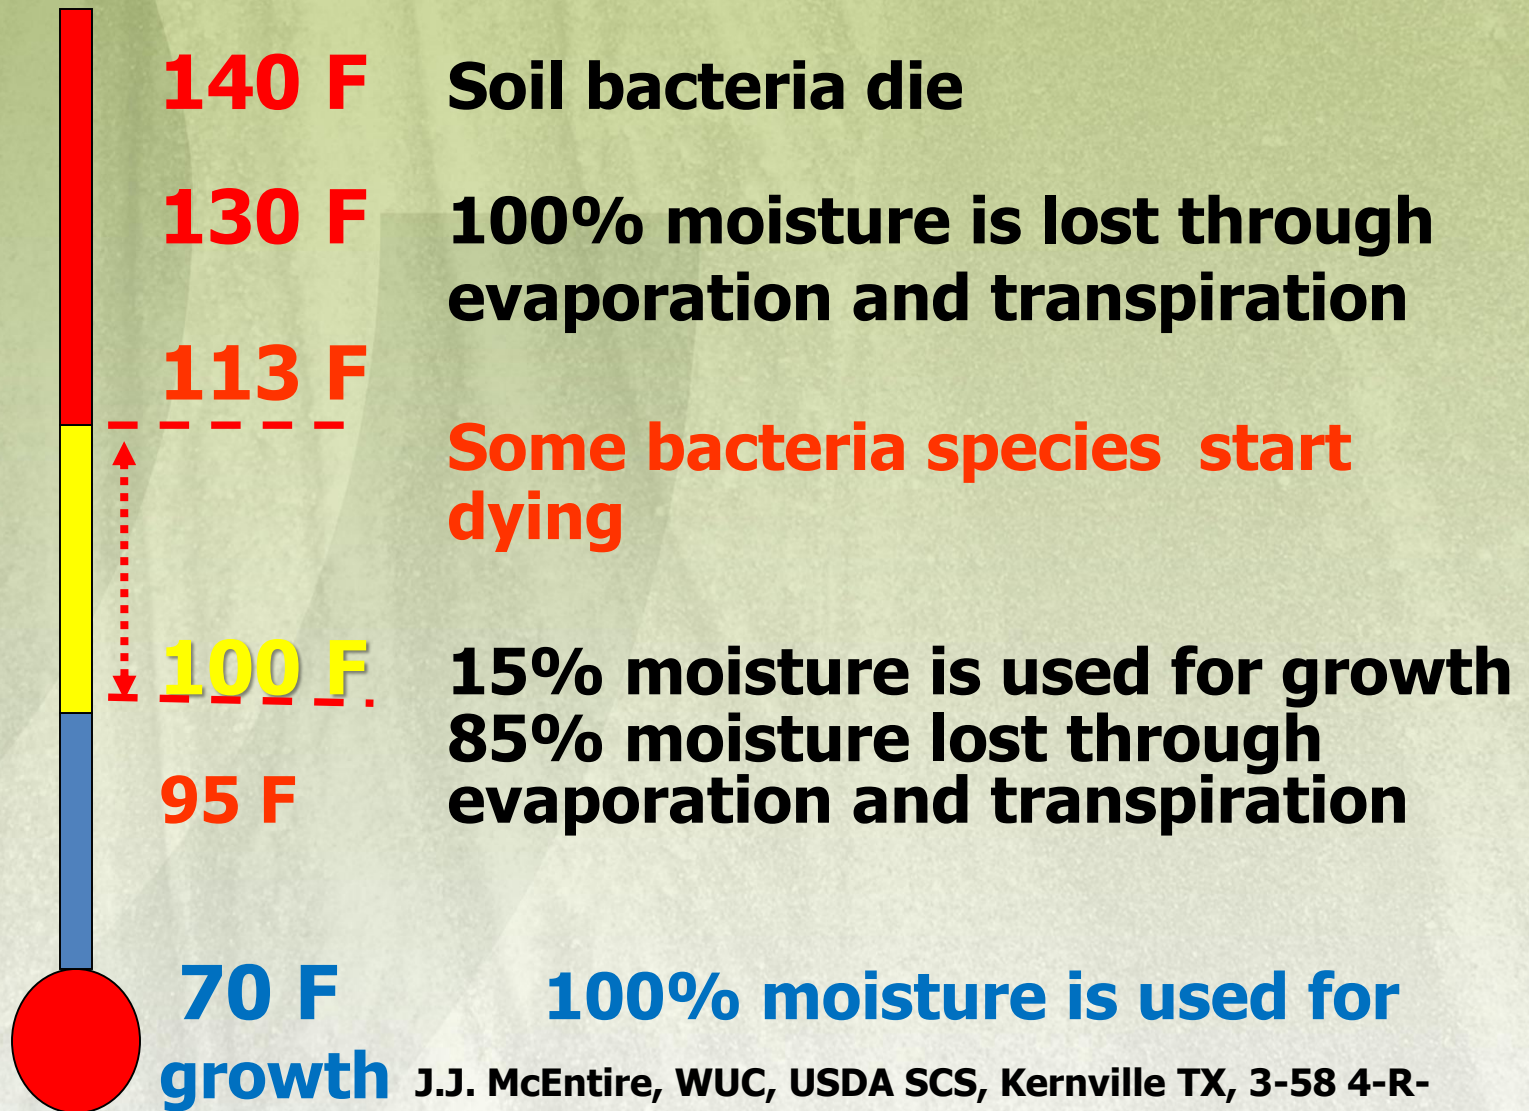 140 F Soil bacteria die
130 F 100% moisture is lost through
evaporation and transpiration
113 F
Some bacteria species start
dying
100 F 15% moisture is used for growth
85% moisture lost through
95 F evaporation and transpiration
70 F 100% moisture is used for
growth J.J. McEntire, WUC, USDA SCS, Kernville TX, 3-58 4-R-